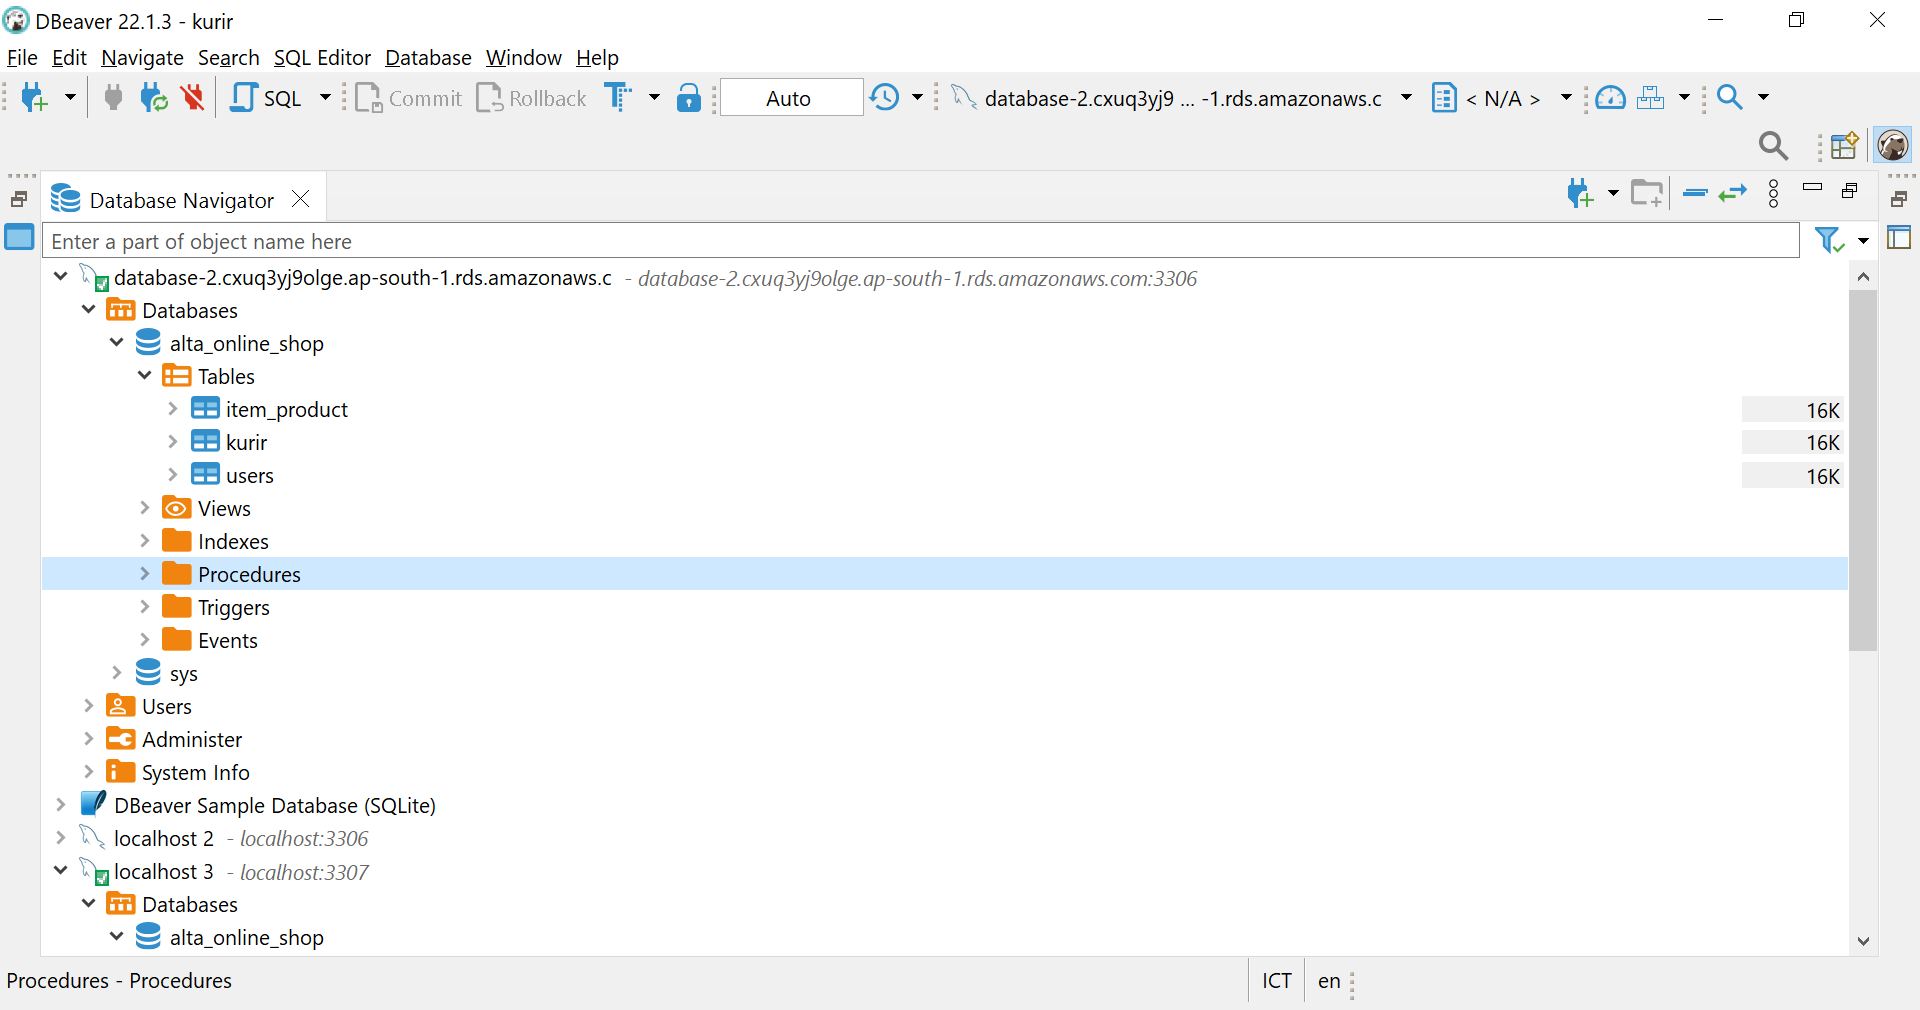 DBeaver 22.1.3 - kurir
File Edit Navigate Search SQL Editor Database Window Help
SQL Commit Rollback Auto database-2.cxuq3yj9 ... -1.rds.amazonaws.c < N/A >
Database Navigator
Enter a part of object name here
database-2.cxuq3yj9olge.ap-south-1.rds.amazonaws.c - database-2.cxuq3yj9olge.ap-south-1.rds.amazonaws.com:3306
Databases
alta_online_shop
Tables
item_product 16K
kurir 16K
users 16K
Views
Indexes
Procedures
Triggers
Events
sys
Users
Administer
System Info
DBeaver Sample Database (SQLite)
localhost 2 - localhost:3306
localhost 3 - localhost:3307
Databases
alta_online_shop
Procedures - Procedures ICT en